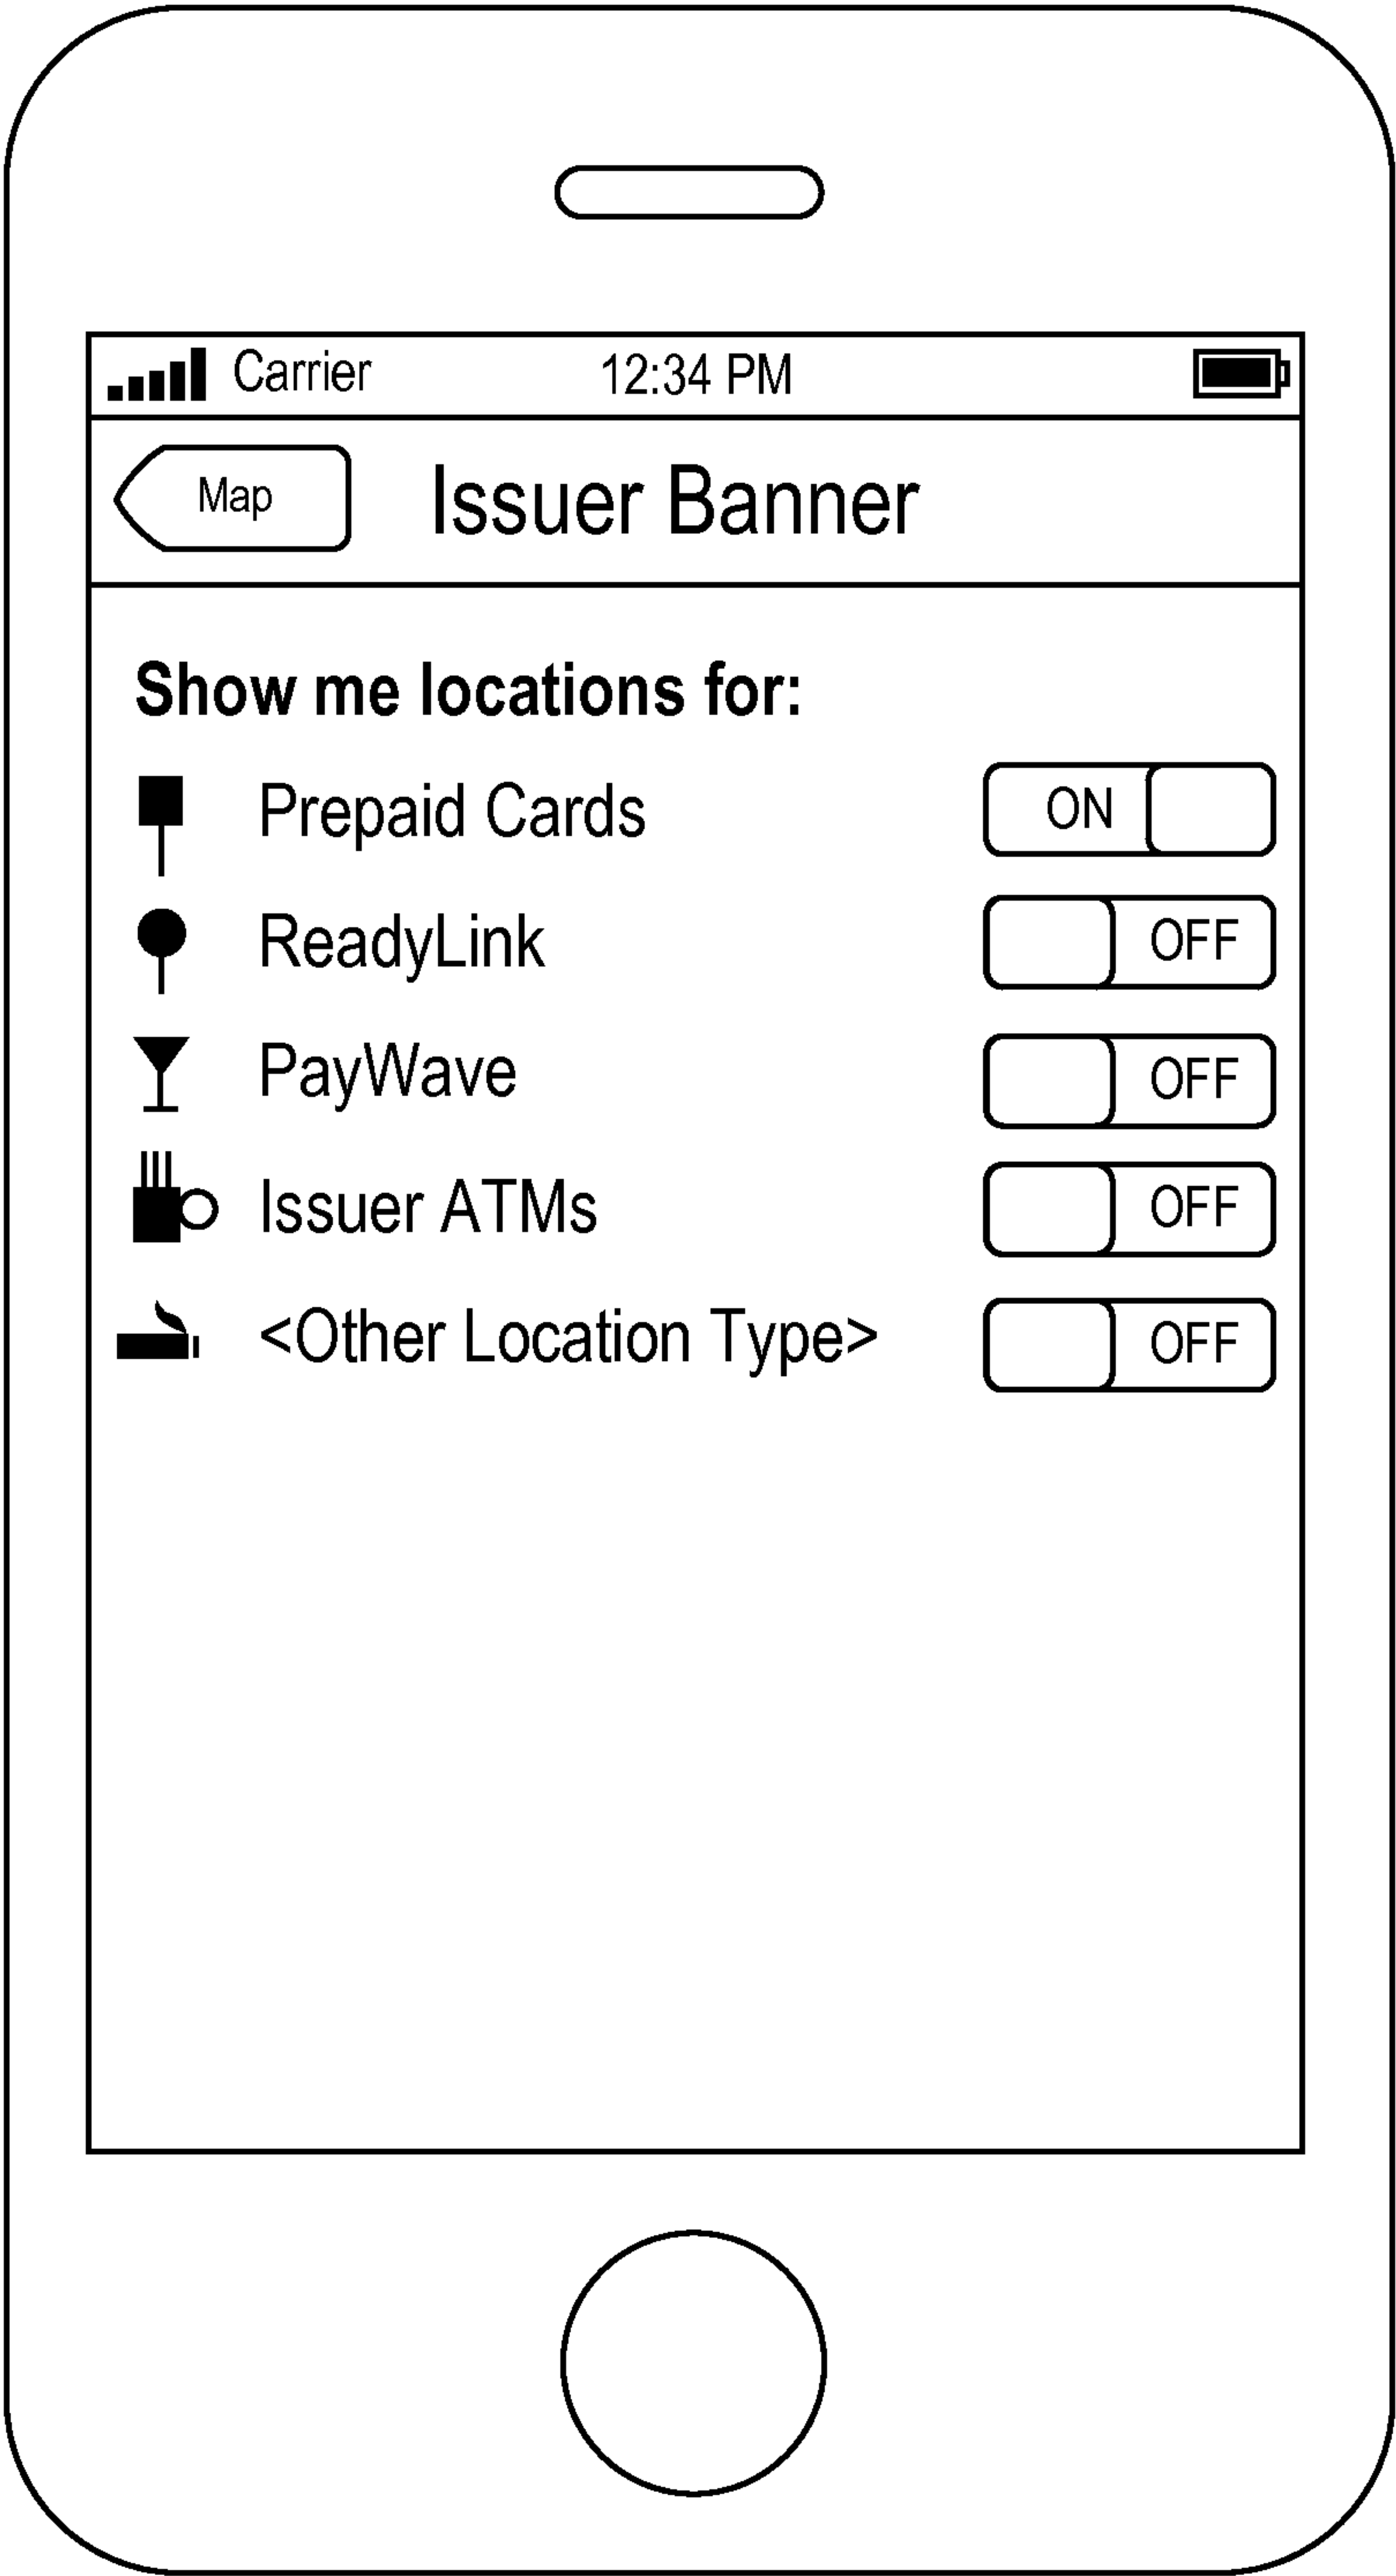 Carrier 12:34 PM
Map Issuer Banner
Show me locations for:
Prepaid Cards ON
ReadyLink OFF
PayWave OFF
Issuer ATMs OFF
<Other Location Type> OFF